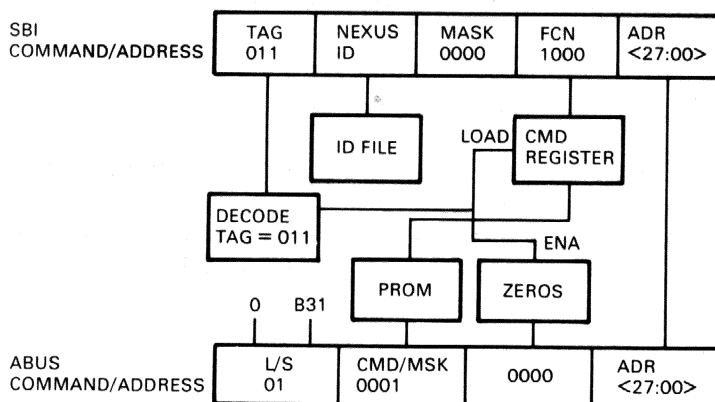 SBI
COMMAND/ADDRESS
TAG
011
NEXUS
ID
MASK
0000
FCN
1000
ADR
<27:00>
ID FILE
LOAD
CMD
REGISTER
DECODE
TAG = 011
ENA
PROM
ZEROS
0
B31
ABUS
COMMAND/ADDRESS
L/S
01
CMD/MSK
0001
0000
ADR
<27:00>